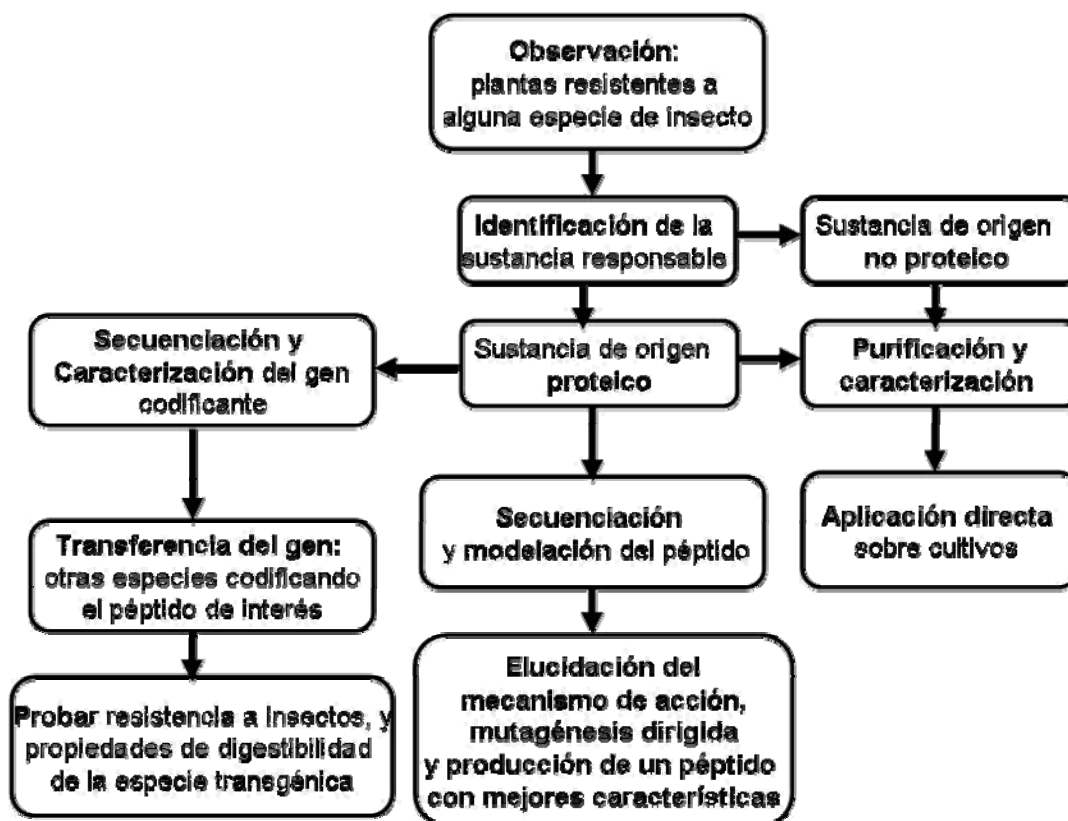 Observación:
plantas resistentes a
alguna especie de insecto
Identificación de la
sustancia responsable
Sustancia de origen
no proteico
Secuenciación y
Caracterización del gen
codificante
Sustancia de origen
proteico
Purificación y
caracterización
Transferencia del gen:
otras especies codificando
el péptido de interés
Secuenciación
y modelación del péptido
Aplicación directa
sobre cultivos
Probar resistencia a insectos, y
propiedades de digestibilidad
de la especie transgénica
Elucidación del
mecanismo de acción,
mutagénesis dirigida
y producción de un péptido
con mejores características